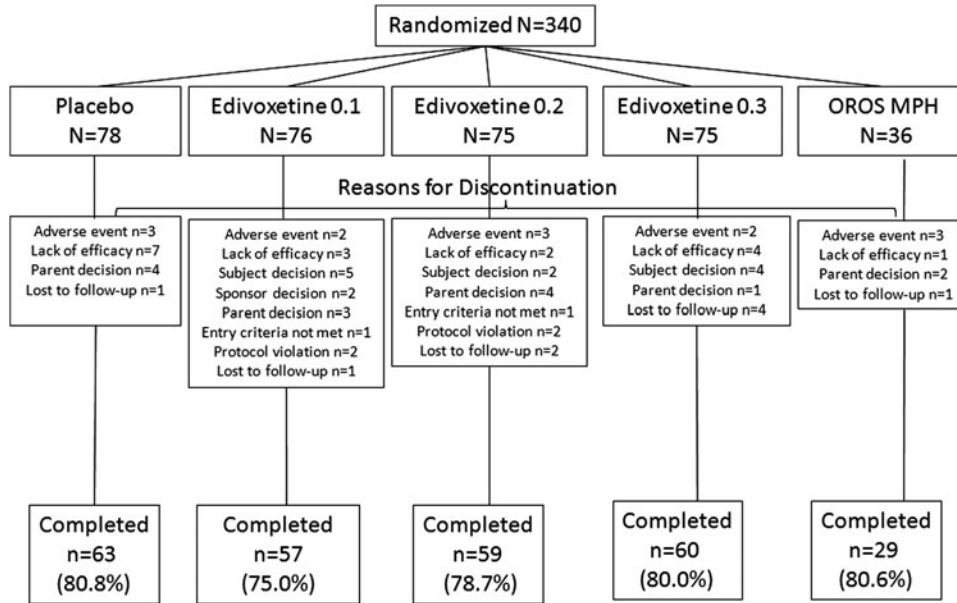 Randomized N=340
Placebo
N=78
Edivoxetine 0.1
N=76
Edivoxetine 0.2
N=75
Edivoxetine 0.3
N=75
OROS MPH
N=36
Reasons for Discontinuation
Adverse event n=3
Lack of efficacy n=7
Parent decision n=4
Lost to follow-up n=1
Adverse event n=2
Lack of efficacy n=3
Subject decision n=5
Sponsor decision n=2
Parent decision n=3
Entry criteria not met n=1
Protocol violation n=2
Lost to follow-up n=1
Adverse event n=3
Lack of efficacy n=2
Subject decision n=2
Parent decision n=4
Entry criteria not met n=1
Protocol violation n=2
Lost to follow-up n=2
Adverse event n=2
Lack of efficacy n=4
Subject decision n=4
Parent decision n=1
Lost to follow-up n=4
Adverse event n=3
Lack of efficacy n=1
Parent decision n=2
Lost to follow-up n=1
Completed
n=63
(80.8%)
Completed
n=57
(75.0%)
Completed
n=59
(78.7%)
Completed
n=60
(80.0%)
Completed
n=29
(80.6%)